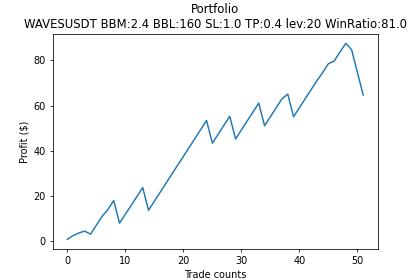 Portfolio
WAVESUSDT BBM:2.4 BBL:160 SL:1.0 TP:0.4 lev:20 WinRatio:81.0
80
60
40
20
0
Profit ($)
0 10 20 30 40 50
Trade counts